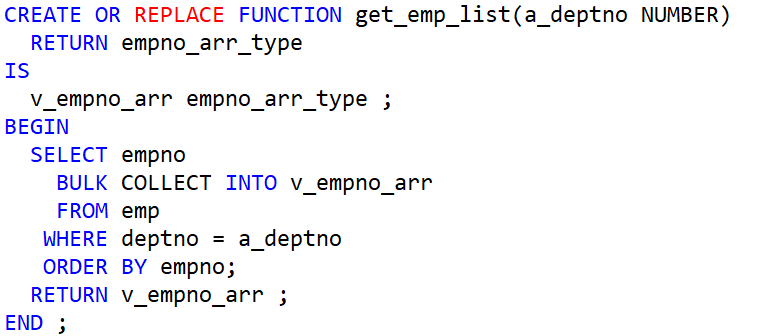 CREATE OR REPLACE FUNCTION get_emp_list(a_deptno NUMBER)
  RETURN empno_arr_type
IS
  v_empno_arr empno_arr_type ;
BEGIN
  SELECT empno
    BULK COLLECT INTO v_empno_arr
    FROM emp
   WHERE deptno = a_deptno
   ORDER BY empno;
  RETURN v_empno_arr ;
END ;